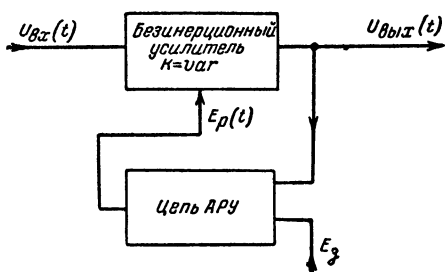 Uвх(t)
Безинерционный
усилитель
K=var
Uвых(t)
Eр(t)
Цепь АРУ
Eз